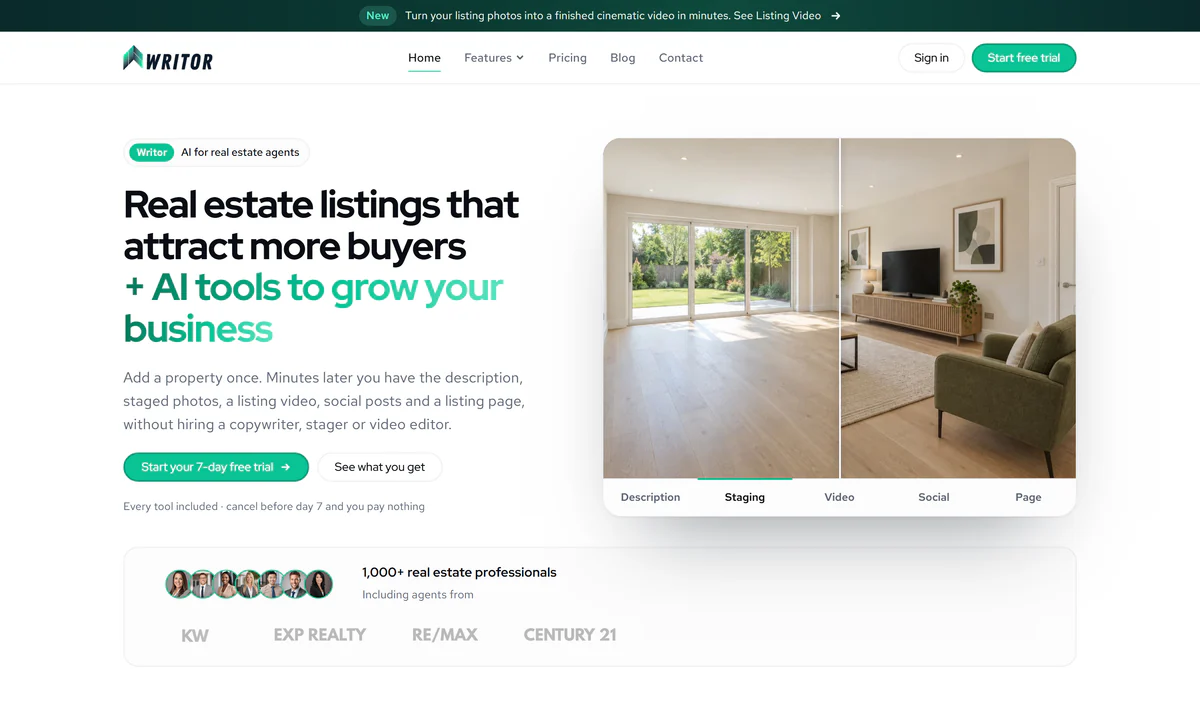 New Turn your listing photos into a finished cinematic video in minutes. See Listing Video →
WRITOR
Home Features Pricing Blog Contact
Sign in Start free trial
Writor AI for real estate agents
Real estate listings that
attract more buyers
+ AI tools to grow your
business
Add a property once. Minutes later you have the description,
staged photos, a listing video, social posts and a listing page,
without hiring a copywriter, stager or video editor.
Start your 7-day free trial → See what you get
Every tool included · cancel before day 7 and you pay nothing
Description Staging Video Social Page
1,000+ real estate professionals
Including agents from
KW EXP REALTY RE/MAX CENTURY 21